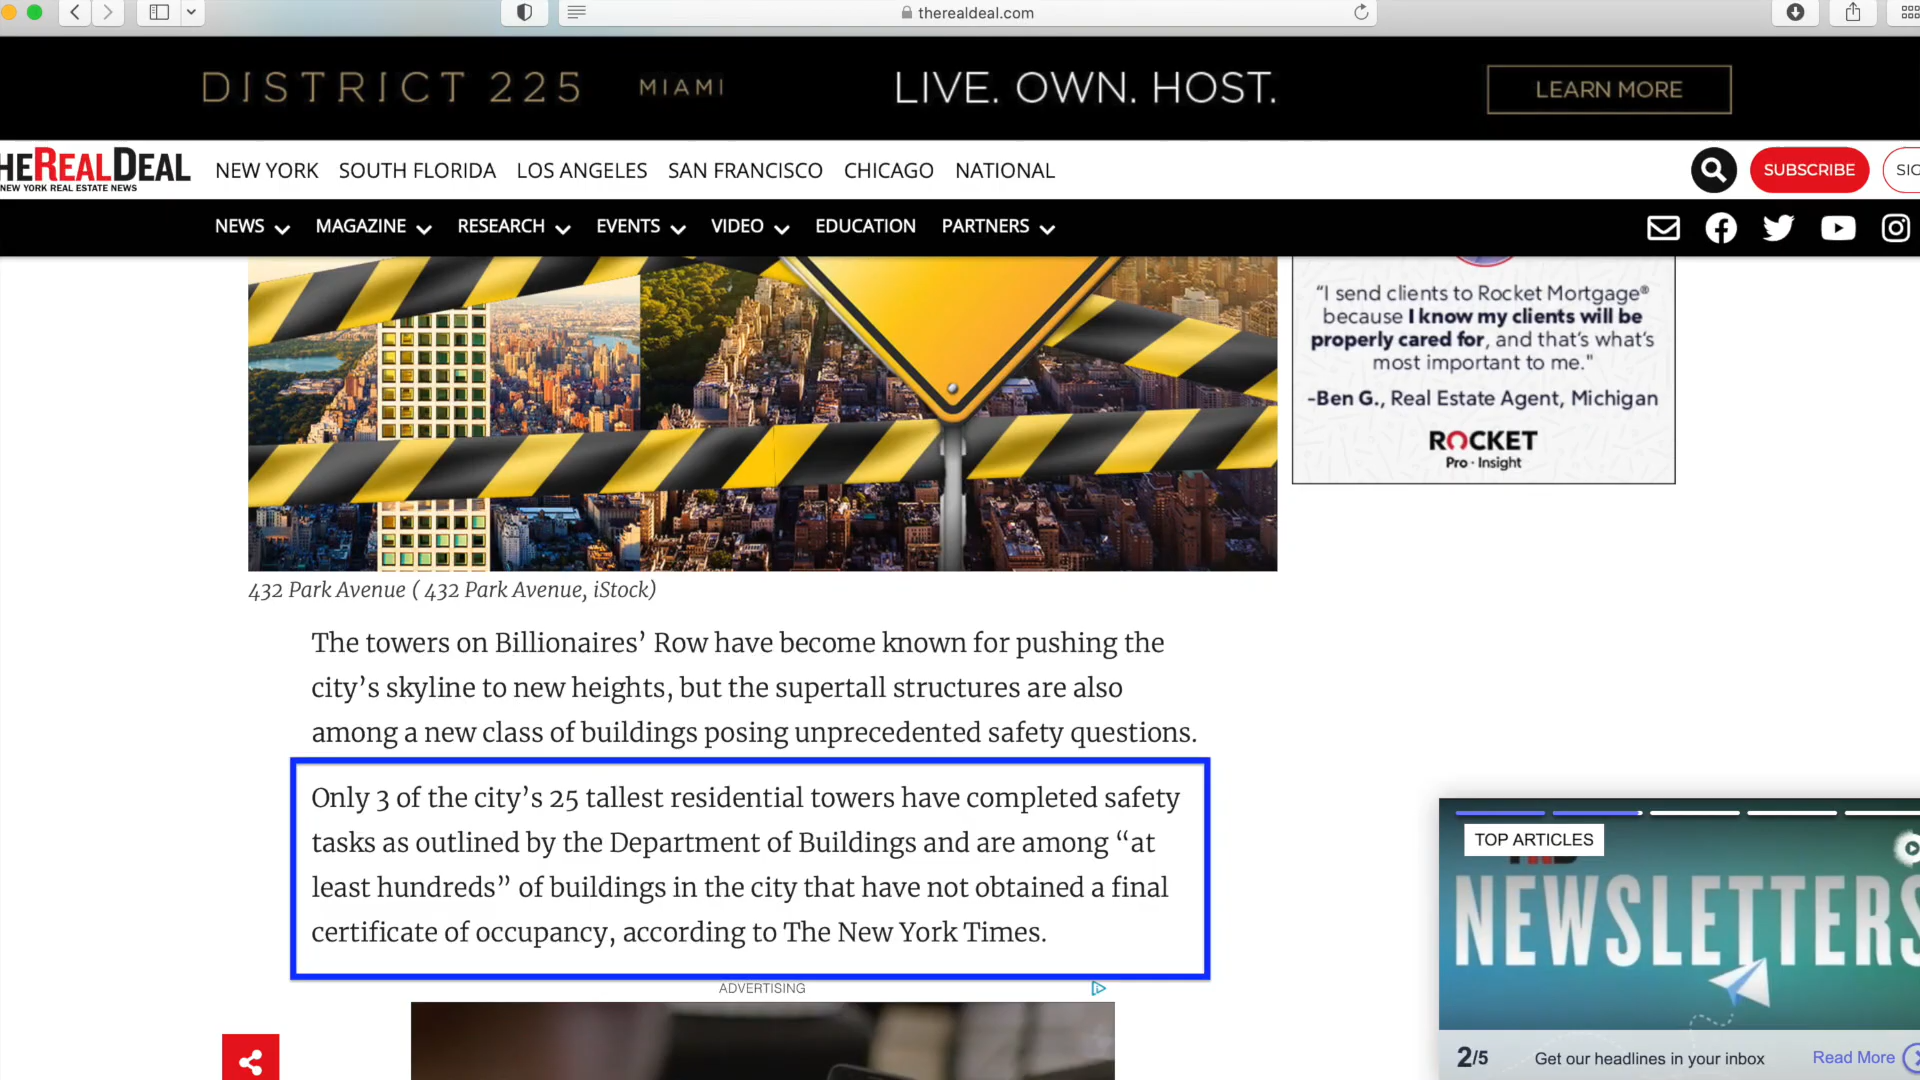 therealdeal.com
DISTRICT 225 MIAMI LIVE. OWN. HOST. LEARN MORE
HEREALDEAL
NEW YORK REAL ESTATE NEWS
NEW YORK SOUTH FLORIDA LOS ANGELES SAN FRANCISCO CHICAGO NATIONAL
SUBSCRIBE
NEWS MAGAZINE RESEARCH EVENTS VIDEO EDUCATION PARTNERS
“I send clients to Rocket Mortgage®
because I know my clients will be
properly cared for, and that’s what’s
most important to me."
-Ben G., Real Estate Agent, Michigan
ROCKET
Pro · Insight
432 Park Avenue ( 432 Park Avenue, iStock)
The towers on Billionaires’ Row have become known for pushing the
city’s skyline to new heights, but the supertall structures are also
among a new class of buildings posing unprecedented safety questions.
Only 3 of the city’s 25 tallest residential towers have completed safety
tasks as outlined by the Department of Buildings and are among “at
least hundreds” of buildings in the city that have not obtained a final
certificate of occupancy, according to The New York Times.
ADVERTISING
TOP ARTICLES
NEWSLETTERS
2/5 Get our headlines in your inbox Read More